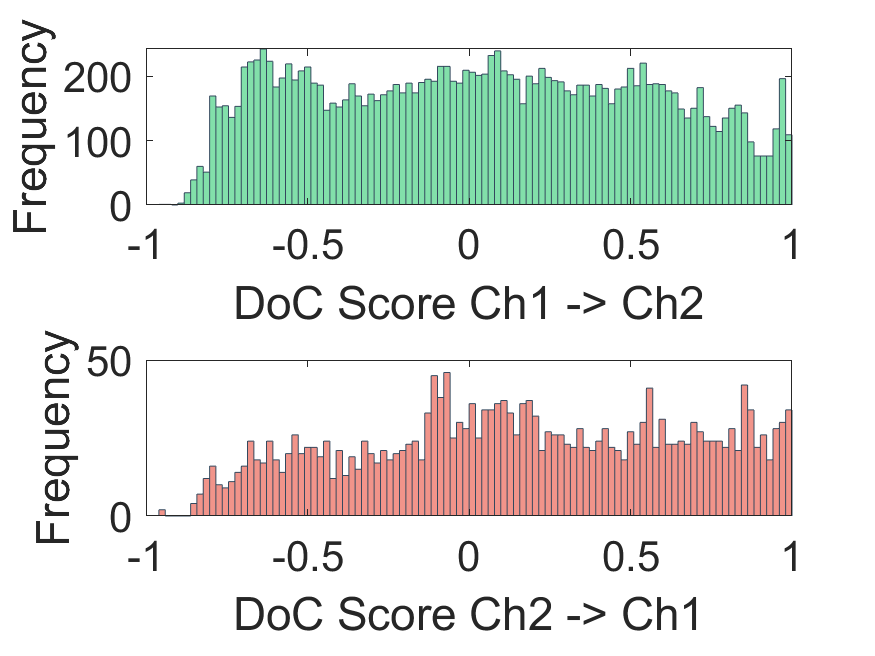 Frequency
200
100
0
-1 -0.5 0 0.5 1
DoC Score Ch1 -> Ch2
Frequency
50
0
-1 -0.5 0 0.5 1
DoC Score Ch2 -> Ch1